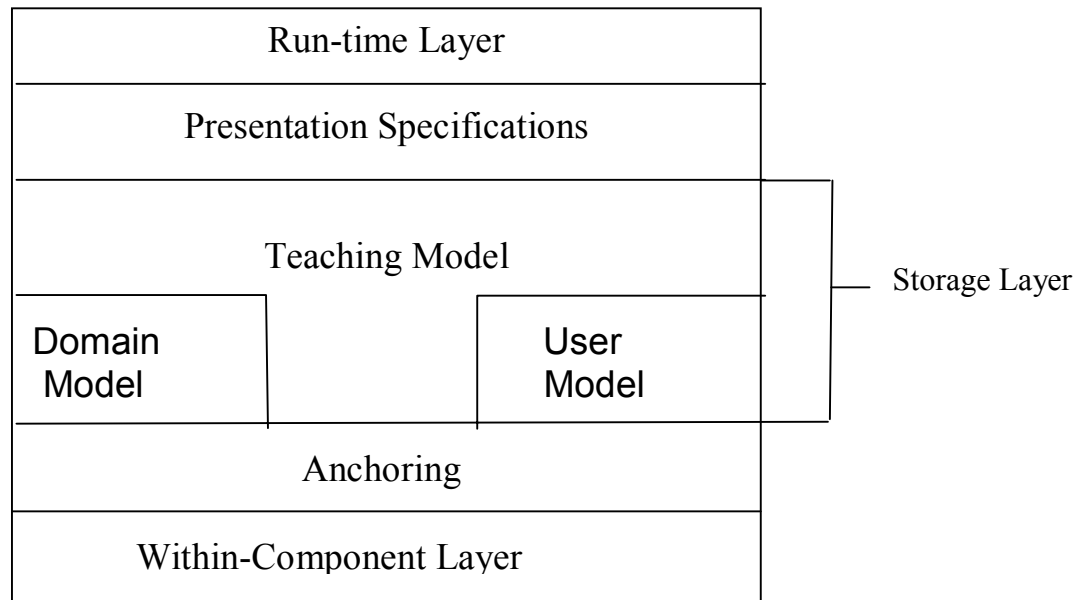 Run-time Layer
Presentation Specifications
Teaching Model
Storage Layer
Domain
Model
User
Model
Anchoring
Within-Component Layer